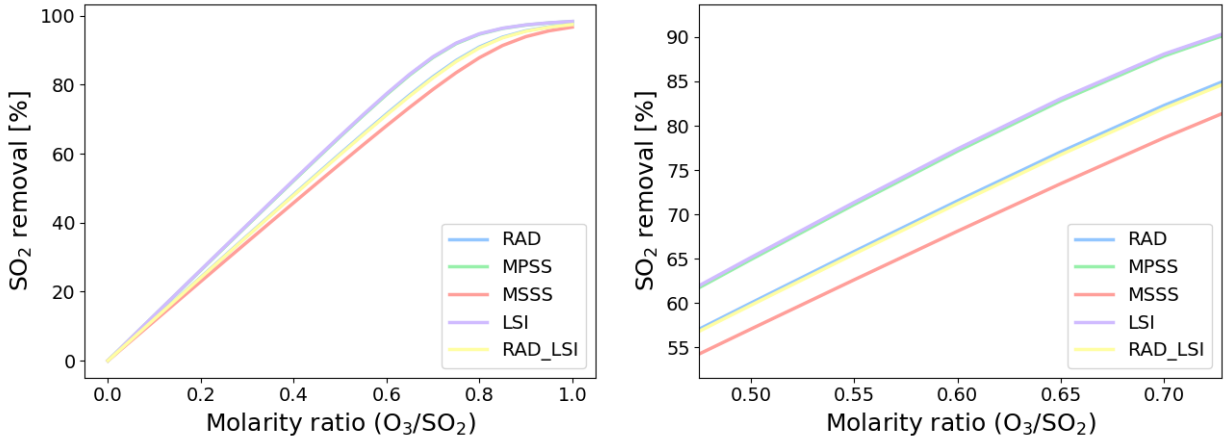 SO₂ removal [%]
100
80
60
40
20
0
0.0 0.2 0.4 0.6 0.8 1.0
Molarity ratio (O₃/SO₂)
RAD
MPSS
MSSS
LSI
RAD_LSI
SO₂ removal [%]
90
85
80
75
70
65
60
55
0.50 0.55 0.60 0.65 0.70
Molarity ratio (O₃/SO₂)
RAD
MPSS
MSSS
LSI
RAD_LSI